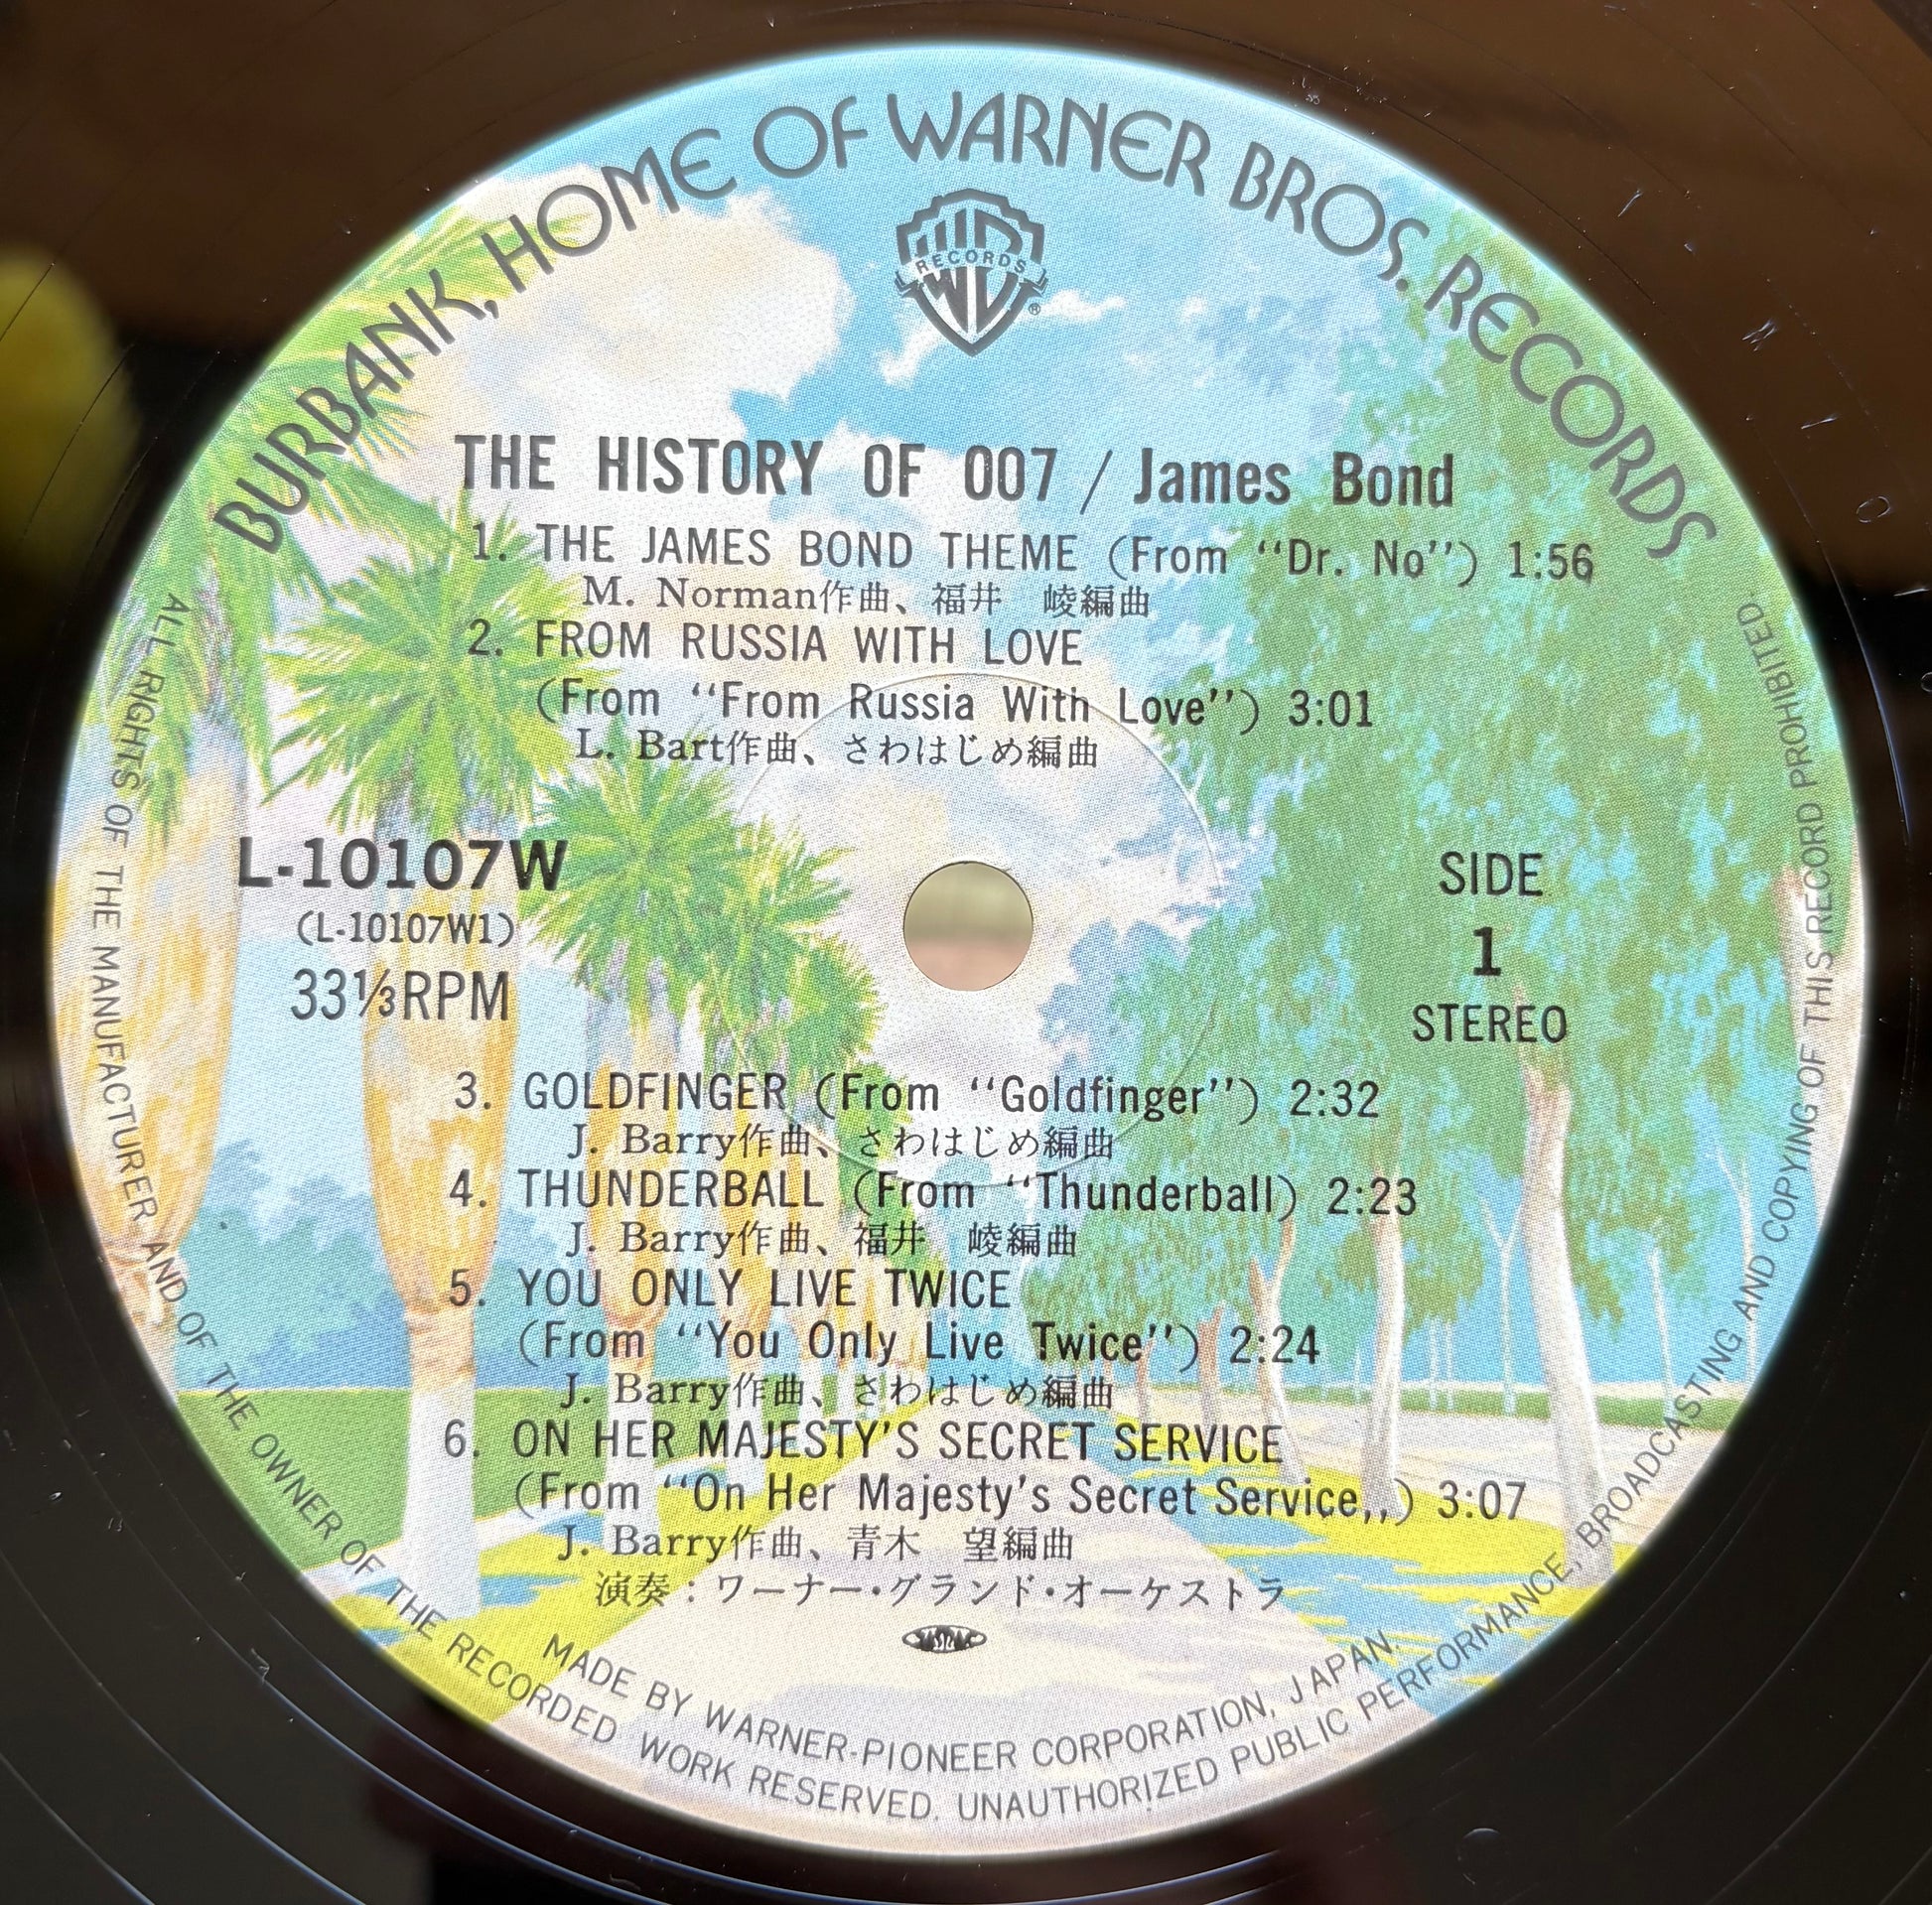 BURBANK, HOME OF WARNER BROS. RECORDS
RECORDS
®
THE HISTORY OF 007 / James Bond
1. THE JAMES BOND THEME (From “Dr. No”) 1:56
M. Norman作曲、福井　崚編曲
2. FROM RUSSIA WITH LOVE
(From “From Russia With Love”) 3:01
L. Bart作曲、さわはじめ編曲
L-10107W
(L-10107W1)
33⅓RPM
SIDE
1
STEREO
3. GOLDFINGER (From “Goldfinger”) 2:32
J. Barry作曲、さわはじめ編曲
4. THUNDERBALL (From “Thunderball) 2:23
J. Barry作曲、福井　崚編曲
5. YOU ONLY LIVE TWICE
(From “You Only Live Twice”) 2:24
J. Barry作曲、さわはじめ編曲
6. ON HER MAJESTY’S SECRET SERVICE
(From “On Her Majesty’s Secret Service,,) 3:07
J. Barry作曲、青木　望編曲
演奏：ワーナー・グランド・オーケストラ
MADE BY WARNER-PIONEER CORPORATION, JAPAN.
ALL RIGHTS OF THE MANUFACTURER AND OF THE OWNER OF THE RECORDED WORK RESERVED. UNAUTHORIZED PUBLIC PERFORMANCE, BROADCASTING AND COPYING OF THIS RECORD PROHIBITED.